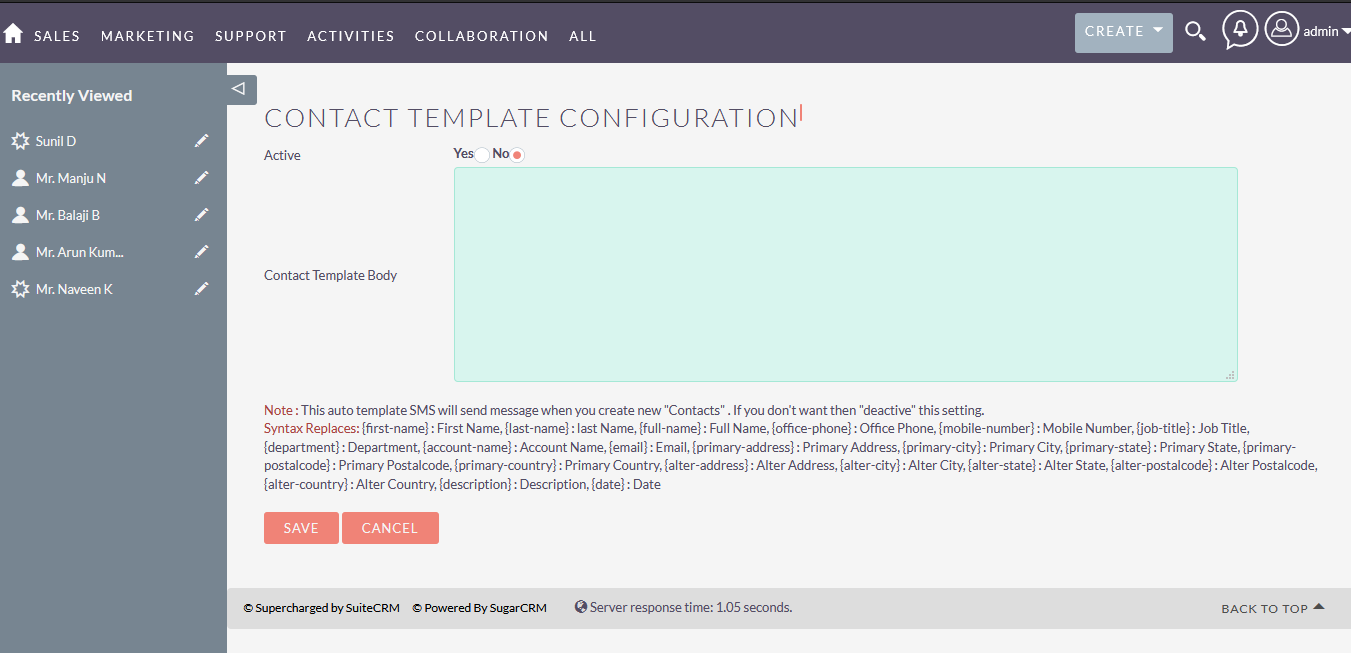 SALES MARKETING SUPPORT ACTIVITIES COLLABORATION ALL CREATE admin
Recently Viewed
Sunil D
Mr. Manju N
Mr. Balaji B
Mr. Arun Kum...
Mr. Naveen K
CONTACT TEMPLATE CONFIGURATION
Active Yes No
Contact Template Body
Note : This auto template SMS will send message when you create new "Contacts" . If you don't want then "deactive" this setting.
Syntax Replaces: {first-name} : First Name, {last-name} : last Name, {full-name} : Full Name, {office-phone} : Office Phone, {mobile-number} : Mobile Number, {job-title} : Job Title,
{department} : Department, {account-name} : Account Name, {email} : Email, {primary-address} : Primary Address, {primary-city} : Primary City, {primary-state} : Primary State, {primary-
postalcode} : Primary Postalcode, {primary-country} : Primary Country, {alter-address} : Alter Address, {alter-city} : Alter City, {alter-state} : Alter State, {alter-postalcode} : Alter Postalcode,
{alter-country} : Alter Country, {description} : Description, {date} : Date
SAVE CANCEL
© Supercharged by SuiteCRM © Powered By SugarCRM Server response time: 1.05 seconds. BACK TO TOP